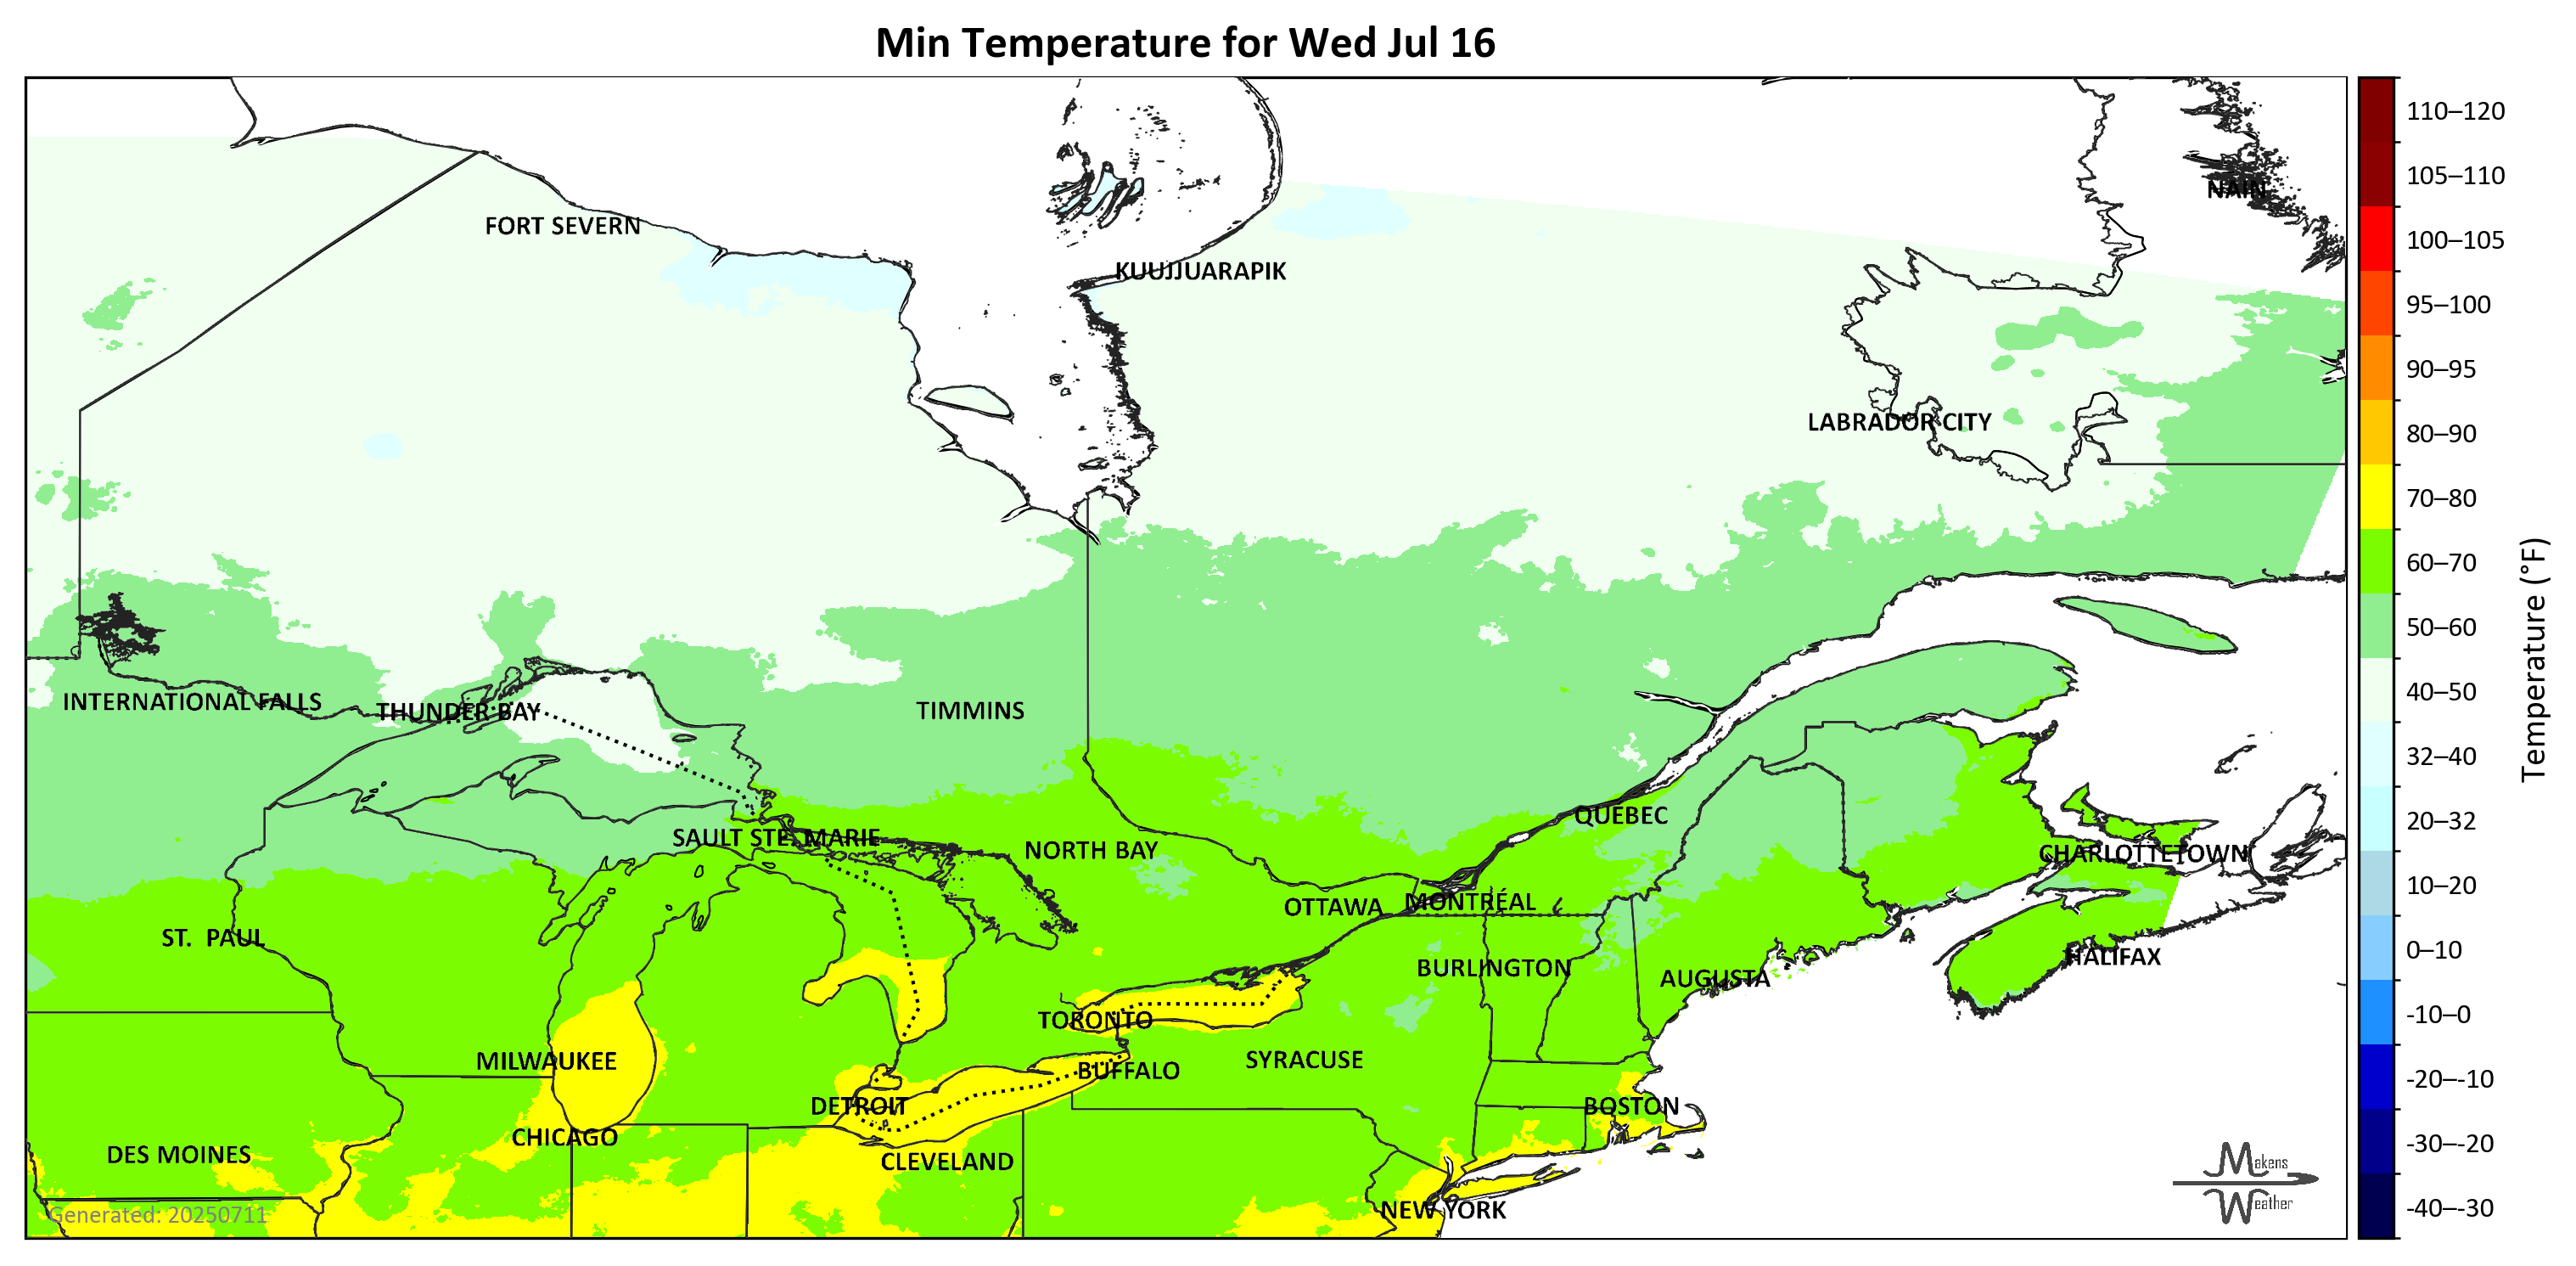 Min Temperature for Wed Jul 16
110–120
105–110
NAIN
FORT SEVERN
100–105
KUUJJUARAPIK
95–100
90–95
LABRADOR CITY
80–90
70–80
60–70
50–60
Temperature (°F)
INTERNATIONAL FALLS
THUNDER BAY
TIMMINS
40–50
32–40
QUEBEC
20–32
SAULT STE. MARIE
NORTH BAY
CHARLOTTETOWN
10–20
OTTAWA
MONTRÉAL
ST. PAUL
0–10
HALIFAX
BURLINGTON
AUGUSTA
-10–0
TORONTO
MILWAUKEE
BUFFALO
SYRACUSE
-20–-10
DETROIT
BOSTON
CHICAGO
-30–-20
DES MOINES
CLEVELAND
Makens
Weather
NEW YORK
-40–-30
Generated: 20250711